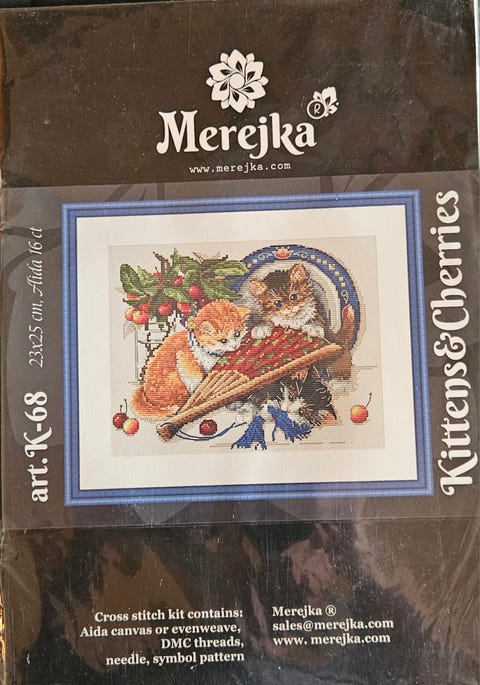 Merejka ®
www.merejka.com
art.K-68
23x25 cm, Aida 16 ct
Kittens&Cherries
Cross stitch kit contains:
Aida canvas or evenweave,
DMC threads,
needle, symbol pattern
Merejka ®
sales@merejka.com
www. merejka.com